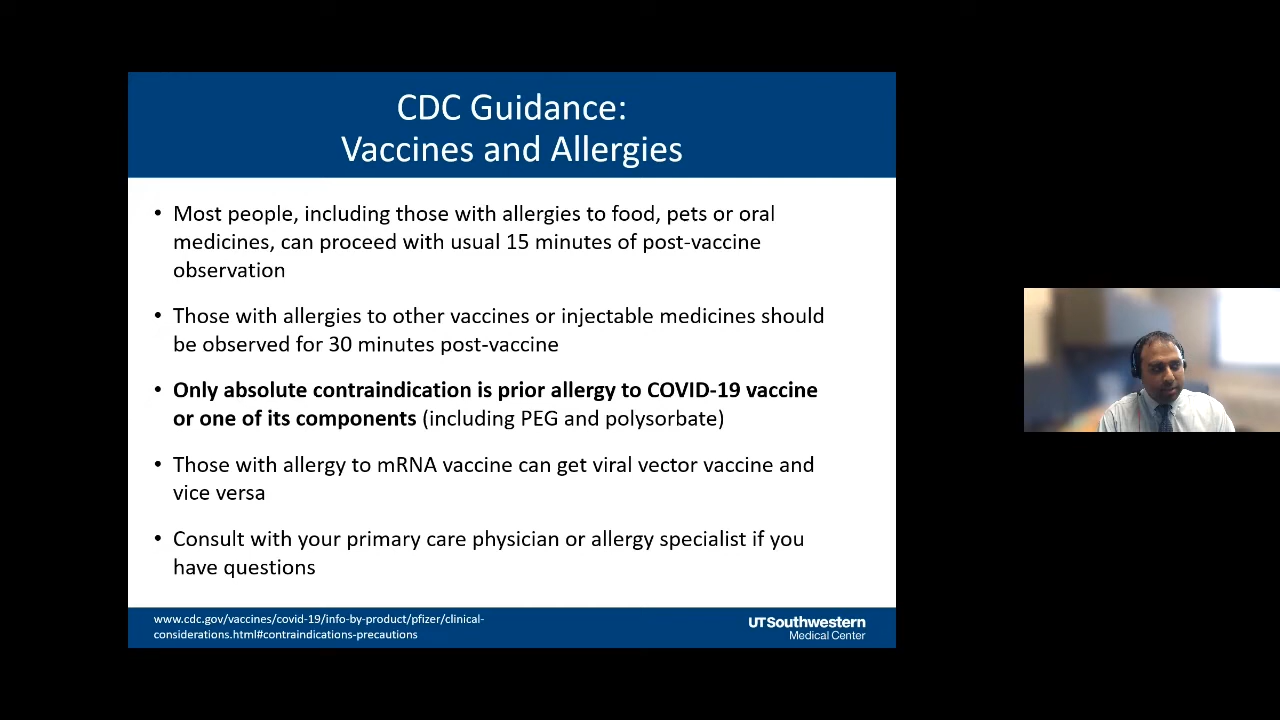 CDC Guidance:
Vaccines and Allergies
• Most people, including those with allergies to food, pets or oral
medicines, can proceed with usual 15 minutes of post-vaccine
observation
• Those with allergies to other vaccines or injectable medicines should
be observed for 30 minutes post-vaccine
• Only absolute contraindication is prior allergy to COVID-19 vaccine
or one of its components (including PEG and polysorbate)
• Those with allergy to mRNA vaccine can get viral vector vaccine and
vice versa
• Consult with your primary care physician or allergy specialist if you
have questions
www.cdc.gov/vaccines/covid-19/info-by-product/pfizer/clinical-
considerations.html#contraindications-precautions
UTSouthwestern
Medical Center